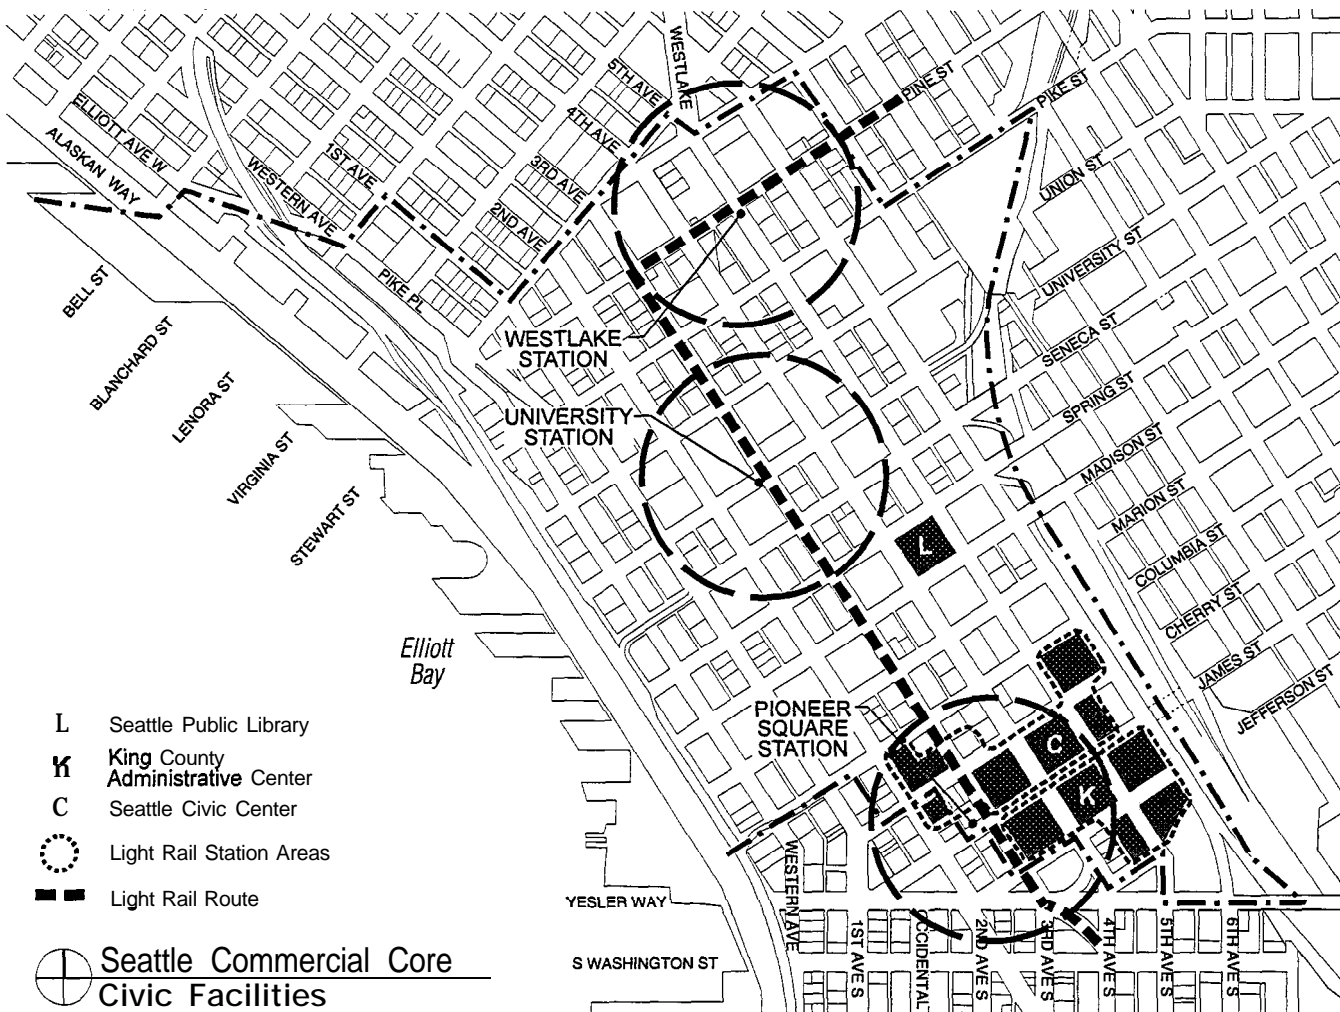 WESTLAKE
5TH AVE
4TH AVE
3RD AVE
2ND AVE
1ST AVE
WESTERN AVE
ELLIOTT AVE W
ALASKAN WAY
PIKE PL
PINE ST
PIKE ST
UNION ST
UNIVERSITY ST
SENECA ST
SPRING ST
MADISON ST
MARION ST
COLUMBIA ST
CHERRY ST
JAMES ST
JEFFERSON ST
BELL ST
BLANCHARD ST
LENORA ST
VIRGINIA ST
STEWART ST
WESTLAKE
STATION
UNIVERSITY
STATION
L
Elliott
Bay
PIONEER
SQUARE
STATION
C
K
L Seattle Public Library
K King County
Administrative Center
C Seattle Civic Center
Light Rail Station Areas
Light Rail Route
YESLER WAY
S WASHINGTON ST
WESTERN AVE
1ST AVE S
CCIDENTAL
2ND AVE S
3RD AVE S
4TH AVE S
5TH AVE S
6TH AVE S
Seattle Commercial Core
Civic Facilities